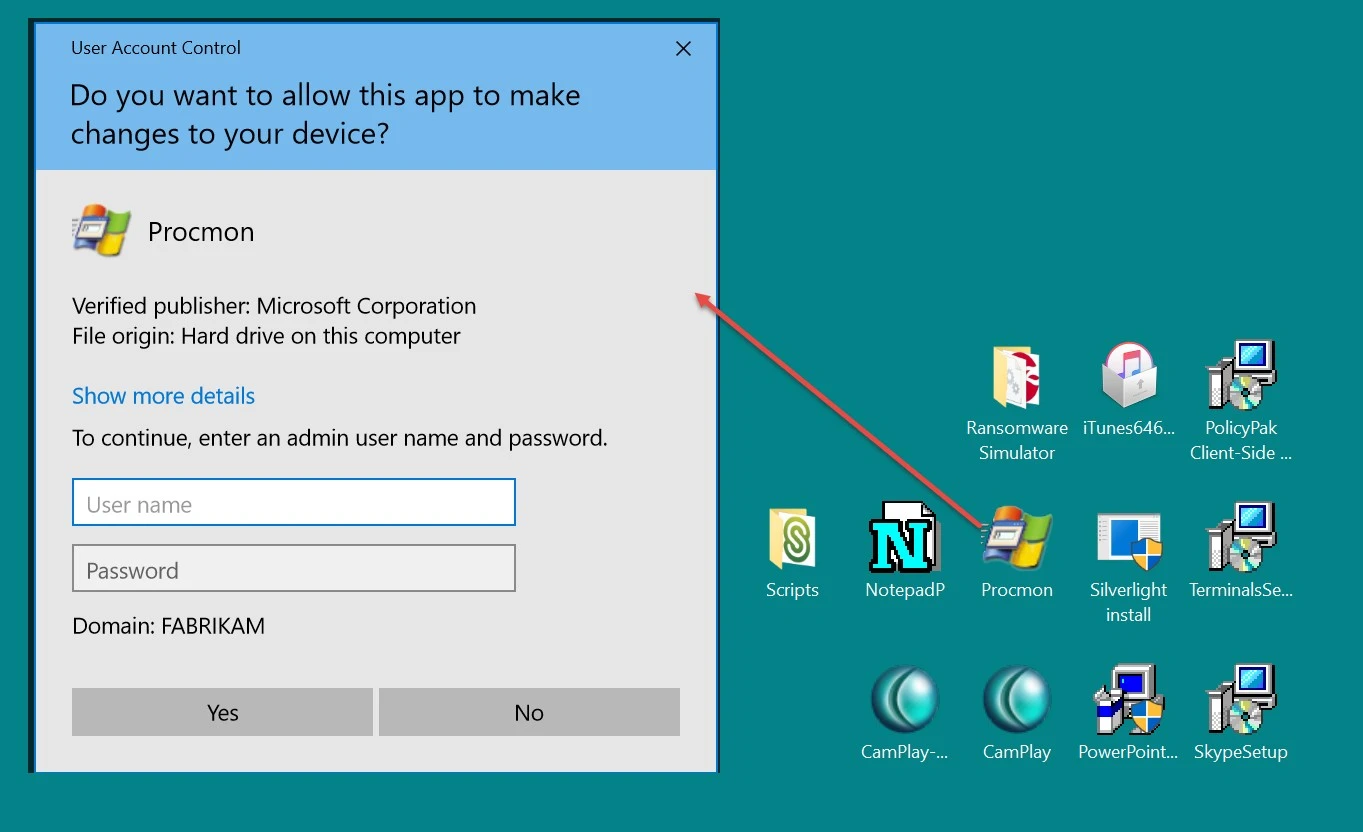 User Account Control
Do you want to allow this app to make
changes to your device?
Procmon
Verified publisher: Microsoft Corporation
File origin: Hard drive on this computer
Show more details
To continue, enter an admin user name and password.
User name
Password
Domain: FABRIKAM
Yes
No
Ransomware
Simulator
iTunes646...
PolicyPak
Client-Side ...
Scripts
NotepadP
Procmon
Silverlight
install
TerminalsSe...
CamPlay-...
CamPlay
PowerPoint...
SkypeSetup